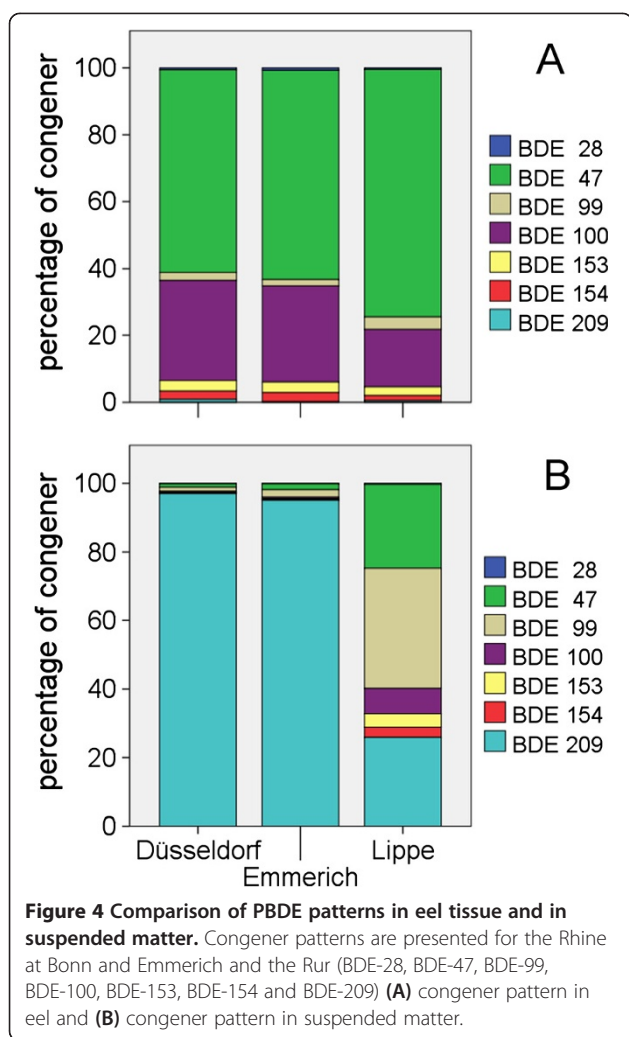 A
percentage of congener
100
80
60
40
20
0
BDE 28
BDE 47
BDE 99
BDE 100
BDE 153
BDE 154
BDE 209
B
percentage of congener
100
80
60
40
20
0
BDE 28
BDE 47
BDE 99
BDE 100
BDE 153
BDE 154
BDE 209
Düsseldorf
Emmerich
Lippe
Figure 4 Comparison of PBDE patterns in eel tissue and in
suspended matter. Congener patterns are presented for the Rhine
at Bonn and Emmerich and the Rur (BDE-28, BDE-47, BDE-99,
BDE-100, BDE-153, BDE-154 and BDE-209) (A) congener pattern in
eel and (B) congener pattern in suspended matter.